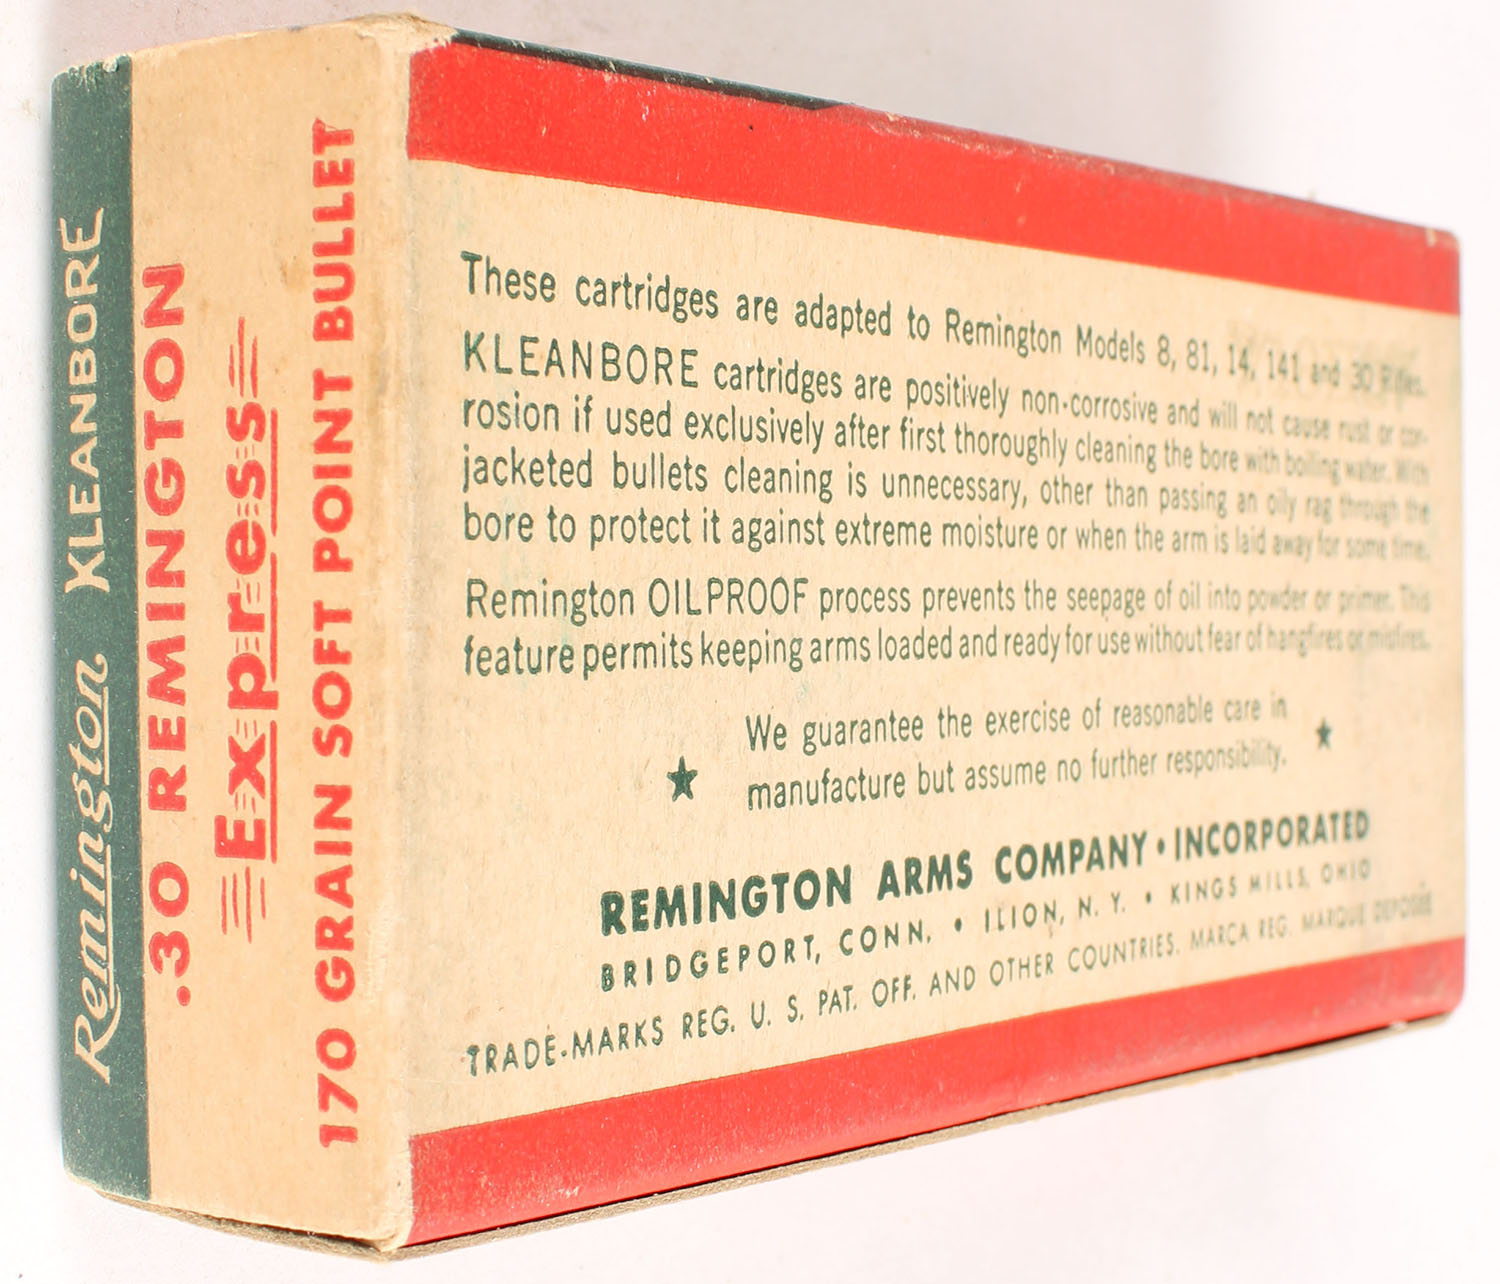 Remington KLEANBORE
.30 REMINGTON
Express
170 GRAIN SOFT POINT BULLET
These cartridges are adapted to Remington Models 8, 81, 14, 141 and 30 Rifles.
KLEANBORE cartridges are positively non-corrosive and will not cause rust or cor-
rosion if used exclusively after first thoroughly cleaning the bore with boiling water. With
jacketed bullets cleaning is unnecessary, other than passing an oily rag through the
bore to protect it against extreme moisture or when the arm is laid away for some time.
Remington OILPROOF process prevents the seepage of oil into powder or primer. This
feature permits keeping arms loaded and ready for use without fear of hangfires or misfires.
We guarantee the exercise of reasonable care in
manufacture but assume no further responsibility.
REMINGTON ARMS COMPANY • INCORPORATED
BRIDGEPORT, CONN. • ILION, N. Y. • KINGS MILLS, OHIO
TRADE-MARKS REG. U. S. PAT. OFF. AND OTHER COUNTRIES. MARCA REG. MARQUE DEPOSÉE